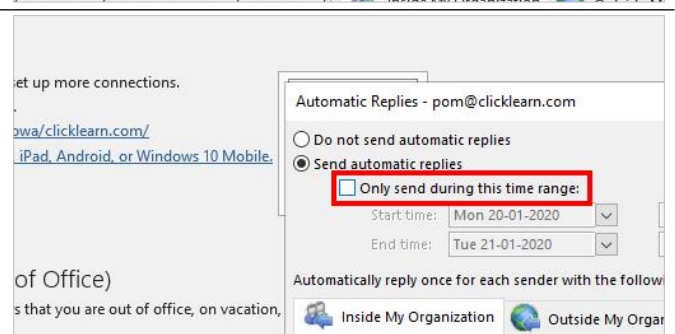 set up more connections.
Automatic Replies - pom@clicklearn.com
owa/clicklearn.com/
Do not send automatic replies
iPad, Android, or Windows 10 Mobile.
Send automatic replies
Only send during this time range:
Start time: Mon 20-01-2020
End time: Tue 21-01-2020
of Office)
Automatically reply once for each sender with the
s that you are out of office, on vacation,
Inside My Organization Outside My